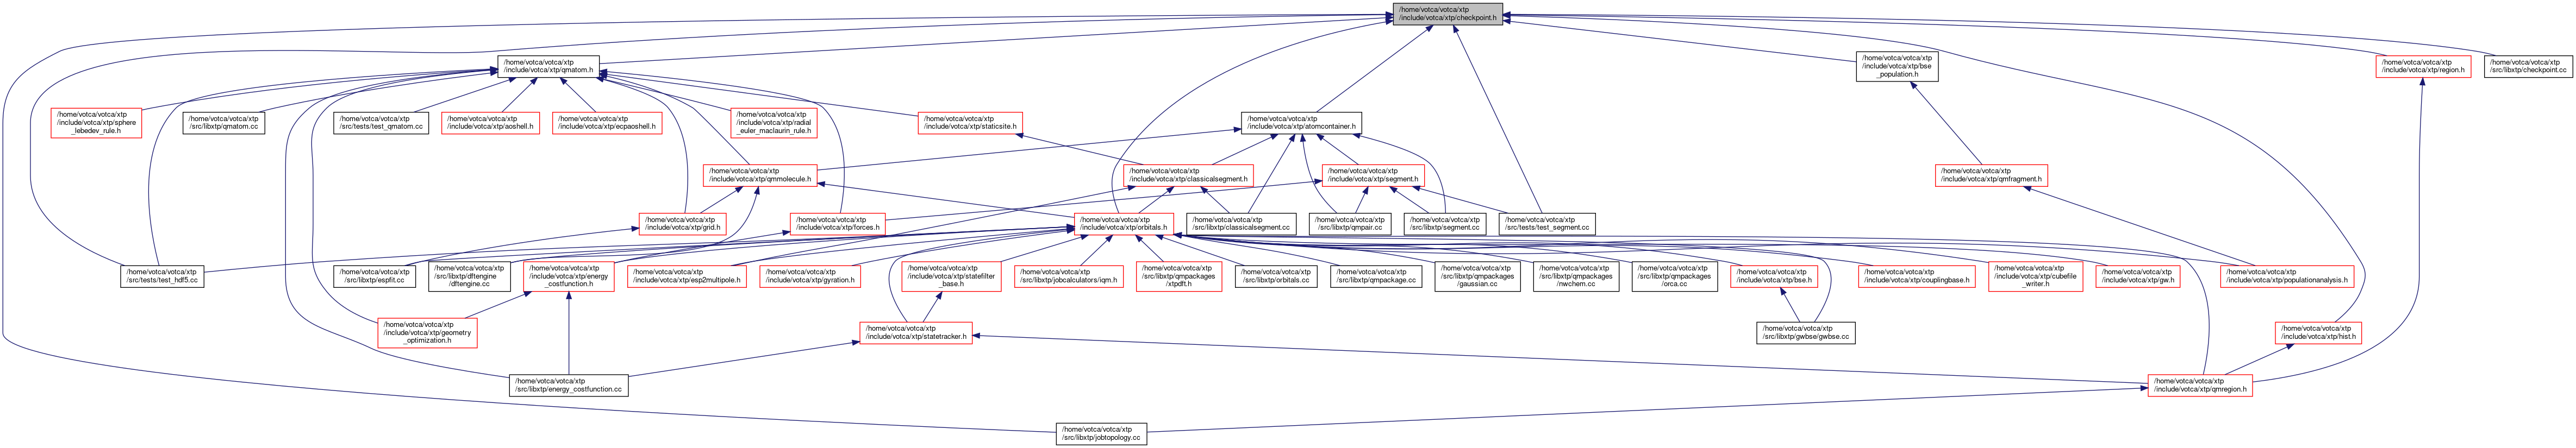 /home/votca/votca/xtp
/include/votca/xtp/checkpoint.h
/home/votca/votca/xtp
/include/votca/xtp/qmatom.h
/home/votca/votca/xtp
/include/votca/xtp/bse
_population.h
/home/votca/votca/xtp
/include/votca/xtp/region.h
/home/votca/votca/xtp
/src/libxtp/checkpoint.cc
/home/votca/votca/xtp
/include/votca/xtp/sphere
_lebedev_rule.h
/home/votca/votca/xtp
/src/libxtp/qmatom.cc
/home/votca/votca/xtp
/src/tests/test_qmatom.cc
/home/votca/votca/xtp
/include/votca/xtp/aoshell.h
/home/votca/votca/xtp
/include/votca/xtp/ecpaoshell.h
/home/votca/votca/xtp
/include/votca/xtp/radial
_euler_maclaurin_rule.h
/home/votca/votca/xtp
/include/votca/xtp/staticsite.h
/home/votca/votca/xtp
/include/votca/xtp/atomcontainer.h
/home/votca/votca/xtp
/include/votca/xtp/qmmolecule.h
/home/votca/votca/xtp
/include/votca/xtp/classicalsegment.h
/home/votca/votca/xtp
/include/votca/xtp/segment.h
/home/votca/votca/xtp
/include/votca/xtp/qmfragment.h
/home/votca/votca/xtp
/include/votca/xtp/grid.h
/home/votca/votca/xtp
/include/votca/xtp/forces.h
/home/votca/votca/xtp
/include/votca/xtp/orbitals.h
/home/votca/votca/xtp
/src/libxtp/classicalsegment.cc
/home/votca/votca/xtp
/src/libxtp/qmpair.cc
/home/votca/votca/xtp
/src/libxtp/segment.cc
/home/votca/votca/xtp
/src/tests/test_segment.cc
/home/votca/votca/xtp
/src/tests/test_hdf5.cc
/home/votca/votca/xtp
/src/libxtp/espfit.cc
/home/votca/votca/xtp
/src/libxtp/dftengine
/dftengine.cc
/home/votca/votca/xtp
/include/votca/xtp/energy
_costfunction.h
/home/votca/votca/xtp
/include/votca/xtp/esp2multipole.h
/home/votca/votca/xtp
/include/votca/xtp/gyration.h
/home/votca/votca/xtp
/include/votca/xtp/statefilter
_base.h
/home/votca/votca/xtp
/src/libxtp/jobcalculators/iqm.h
/home/votca/votca/xtp
/src/libxtp/qmpackages
/xtpdft.h
/home/votca/votca/xtp
/src/libxtp/orbitals.cc
/home/votca/votca/xtp
/src/libxtp/qmpackage.cc
/home/votca/votca/xtp
/src/libxtp/qmpackages
/gaussian.cc
/home/votca/votca/xtp
/src/libxtp/qmpackages
/nwchem.cc
/home/votca/votca/xtp
/src/libxtp/qmpackages
/orca.cc
/home/votca/votca/xtp
/include/votca/xtp/bse.h
/home/votca/votca/xtp
/include/votca/xtp/couplingbase.h
/home/votca/votca/xtp
/include/votca/xtp/cubefile
_writer.h
/home/votca/votca/xtp
/include/votca/xtp/gw.h
/home/votca/votca/xtp
/include/votca/xtp/populationanalysis.h
/home/votca/votca/xtp
/include/votca/xtp/geometry
_optimization.h
/home/votca/votca/xtp
/include/votca/xtp/statetracker.h
/home/votca/votca/xtp
/src/libxtp/gwbse/gwbse.cc
/home/votca/votca/xtp
/include/votca/xtp/hist.h
/home/votca/votca/xtp
/src/libxtp/energy_costfunction.cc
/home/votca/votca/xtp
/include/votca/xtp/qmregion.h
/home/votca/votca/xtp
/src/libxtp/jobtopology.cc